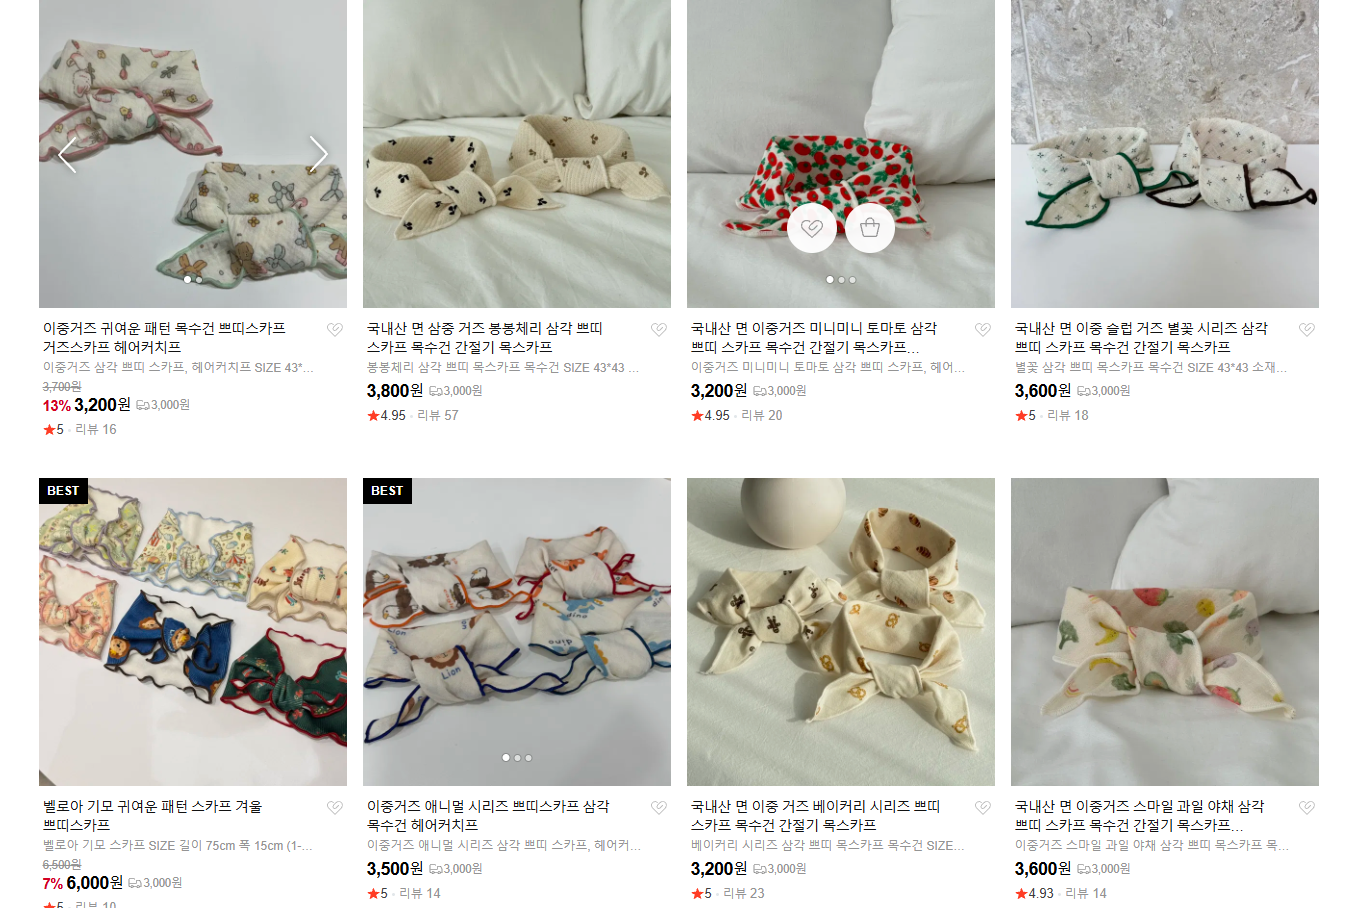 이중거즈 귀여운 패턴 목수건 쁘띠스카프
거즈스카프 헤어커치프
이중거즈 삼각 쁘띠 스카프, 헤어커치프 SIZE 43*...
3,700원
13% 3,200원 3,000원
★5 · 리뷰 16
국내산 면 삼중 거즈 봉봉체리 삼각 쁘띠
스카프 목수건 간절기 목스카프
봉봉체리 삼각 쁘띠 목스카프 목수건 SIZE 43*43 ...
3,800원 3,000원
★4.95 · 리뷰 57
국내산 면 이중거즈 미니미니 토마토 삼각
쁘띠 스카프 목수건 간절기 목스카프...
이중거즈 미니미니 토마토 삼각 쁘띠 스카프, 헤어...
3,200원 3,000원
★4.95 · 리뷰 20
국내산 면 이중 슬럽 거즈 별꽃 시리즈 삼각
쁘띠 스카프 목수건 간절기 목스카프
별꽃 삼각 쁘띠 목스카프 목수건 SIZE 43*43 소재...
3,600원 3,000원
★5 · 리뷰 18
BEST
벨로아 기모 귀여운 패턴 스카프 겨울
쁘띠스카프
벨로아 기모 스카프 SIZE 길이 75cm 폭 15cm (1-...
6,500원
7% 6,000원 3,000원
★5 · 리뷰 10
BEST
Lion
dino
Lion
이중거즈 애니멀 시리즈 쁘띠스카프 삼각
목수건 헤어커치프
이중거즈 애니멀 시리즈 삼각 쁘띠 스카프, 헤어커...
3,500원 3,000원
★5 · 리뷰 14
국내산 면 이중 거즈 베이커리 시리즈 쁘띠
스카프 목수건 간절기 목스카프
베이커리 시리즈 삼각 쁘띠 목스카프 목수건 SIZE...
3,200원 3,000원
★5 · 리뷰 23
국내산 면 이중거즈 스마일 과일 야채 삼각
쁘띠 스카프 목수건 간절기 목스카프...
이중거즈 스마일 과일 야채 삼각 쁘띠 목스카프 목...
3,600원 3,000원
★4.93 · 리뷰 14